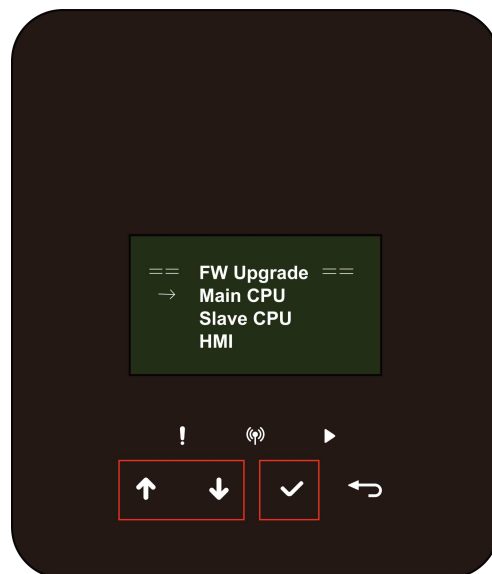 == FW Upgrade ==
→ Main CPU
Slave CPU
HMI